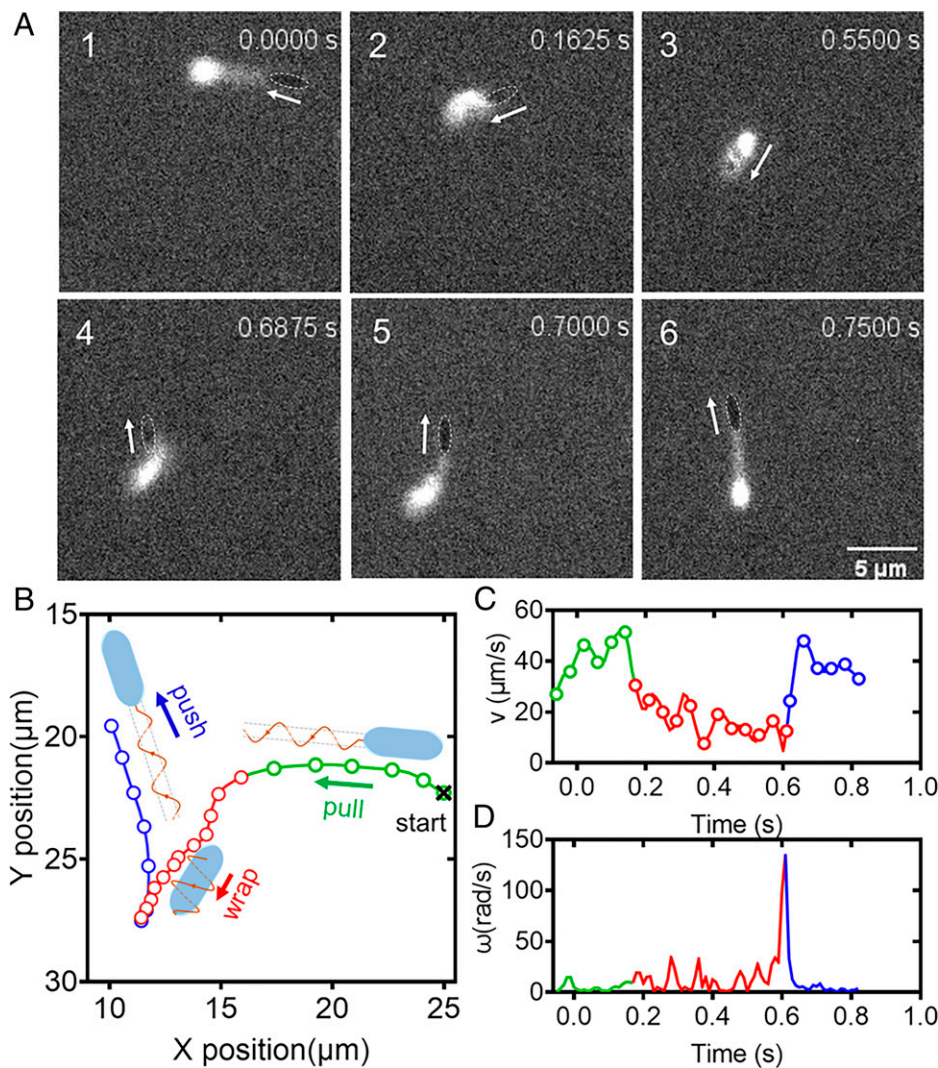 A
1
0.0000 s
2
0.1625 s
3
0.5500 s
4
0.6875 s
5
0.7000 s
6
0.7500 s
5 µm
B
15
20
25
30
Y position(µm)
10
15
20
25
X position(µm)
push
pull
wrap
start
C
60
40
20
0
v (µm/s)
0.0
0.2
0.4
0.6
0.8
1.0
Time (s)
D
150
100
50
0
ω(rad/s)
0.0
0.2
0.4
0.6
0.8
1.0
Time (s)